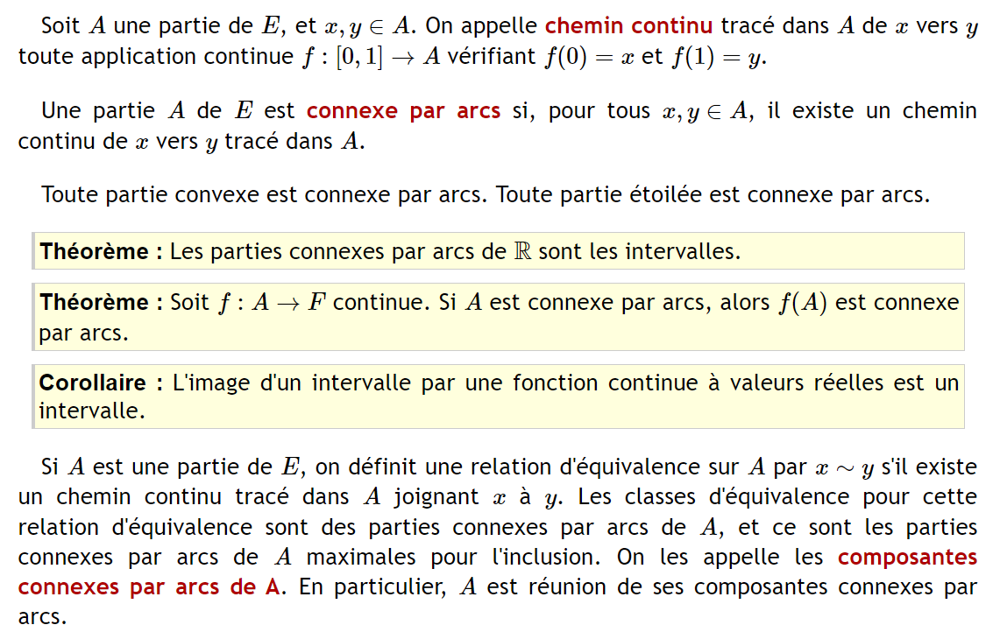 Soit A une partie de E, et x, y ∈ A. On appelle chemin continu tracé dans A de x vers y
toute application continue f : [0, 1] → A vérifiant f(0) = x et f(1) = y.
Une partie A de E est connexe par arcs si, pour tous x, y ∈ A, il existe un chemin
continu de x vers y tracé dans A.
Toute partie convexe est connexe par arcs. Toute partie étoilée est connexe par arcs.
Théorème : Les parties connexes par arcs de ℝ sont les intervalles.
Théorème : Soit f : A → F continue. Si A est connexe par arcs, alors f(A) est connexe
par arcs.
Corollaire : L'image d'un intervalle par une fonction continue à valeurs réelles est un
intervalle.
Si A est une partie de E, on définit une relation d'équivalence sur A par x ∼ y s'il existe
un chemin continu tracé dans A joignant x à y. Les classes d'équivalence pour cette
relation d'équivalence sont des parties connexes par arcs de A, et ce sont les parties
connexes par arcs de A maximales pour l'inclusion. On les appelle les composantes
connexes par arcs de A. En particulier, A est réunion de ses composantes connexes par
arcs.